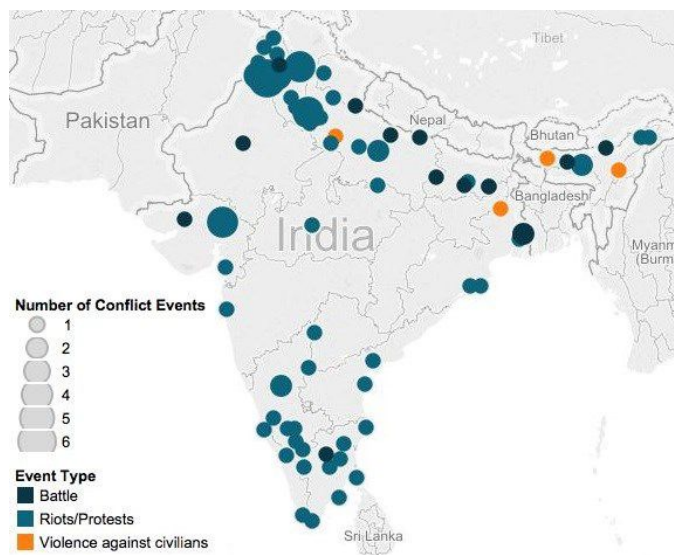 Tibet
Pakistan
Nepal
Bhutan
Bangladesh
India
Myanmar
(Burm
Number of Conflict Events
1
2
3
4
5
6
Event Type
Battle
Riots/Protests
Violence against civilians
Sri Lanka